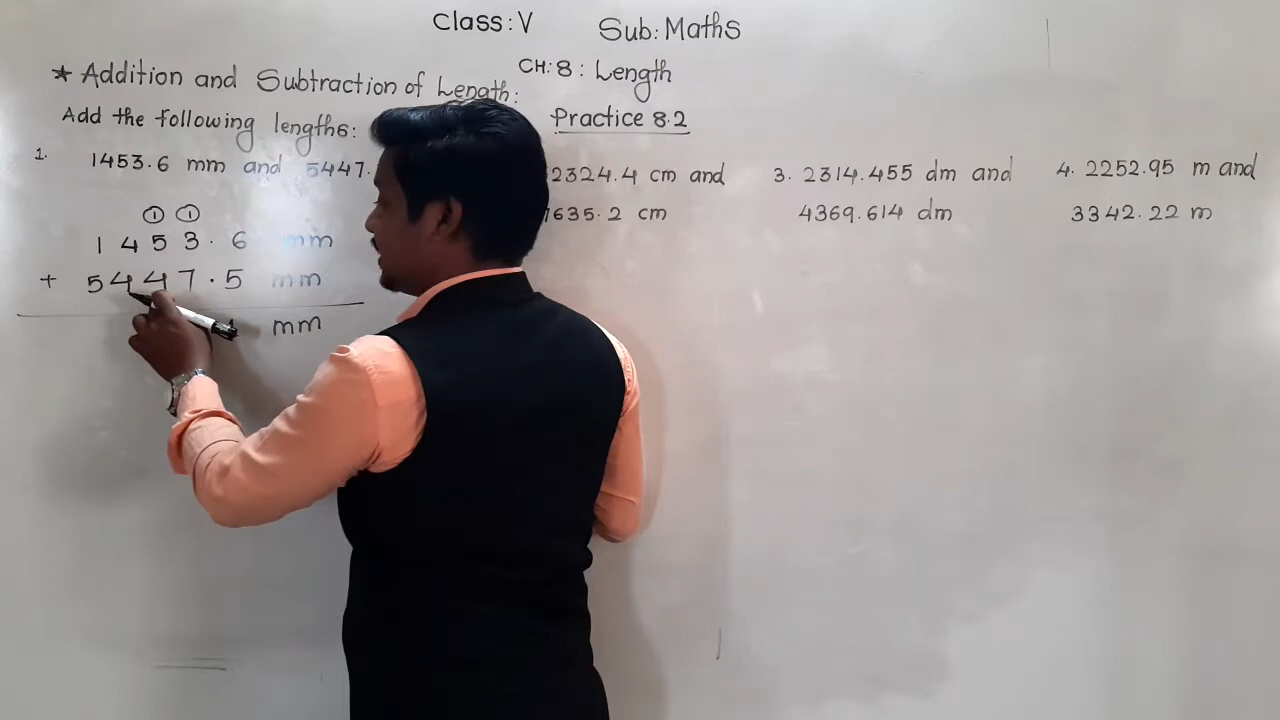 Class: V Sub: Maths
CH: 8 : Length
* Addition and Subtraction of Length:
Practice 8.2
Add the following lengths:
1. 1453.6 mm and 5447.
2324.4 cm and
1635.2 cm
3. 2314.455 dm and
4369.614 dm
4. 2252.95 m and
3342.22 m
① ①
1 4 5 3 . 6 mm
+ 5 4 4 7 . 5 mm
mm